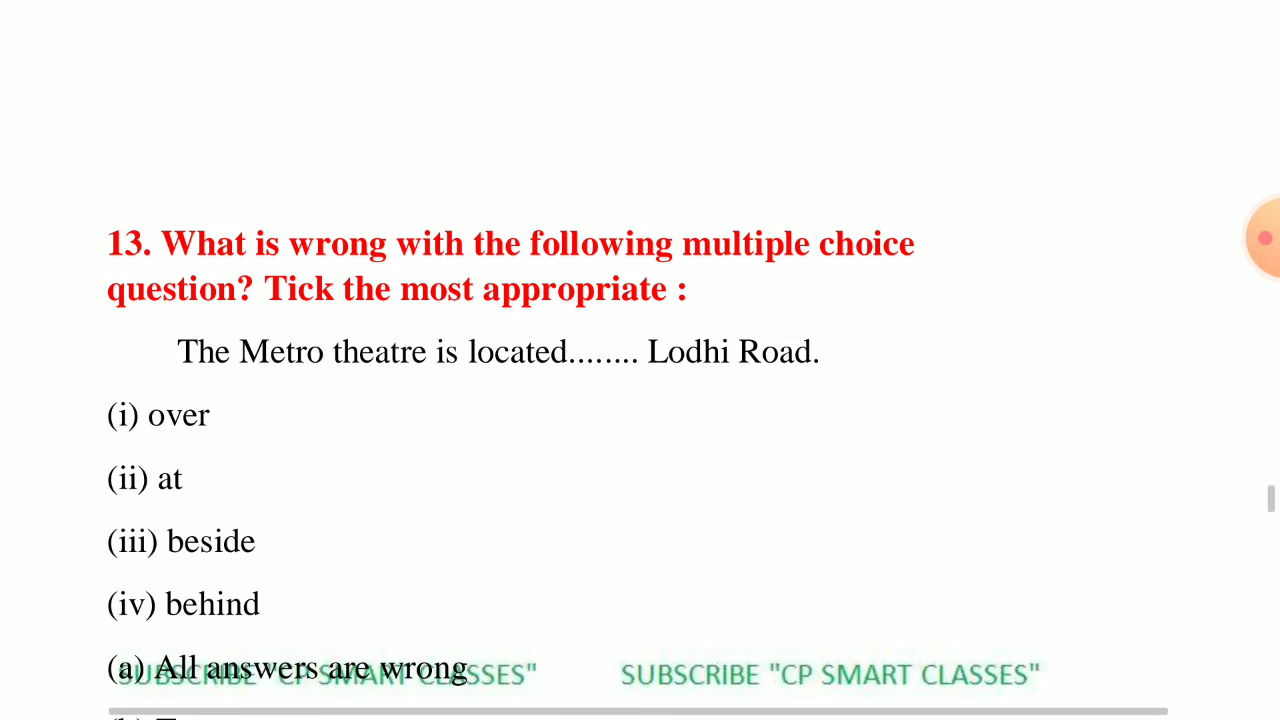 13. What is wrong with the following multiple choice
question? Tick the most appropriate :
The Metro theatre is located........ Lodhi Road.
(i) over
(ii) at
(iii) beside
(iv) behind
(a) All answers are wrong
SUBSCRIBE "CP SMART CLASSES" SUBSCRIBE "CP SMART CLASSES"